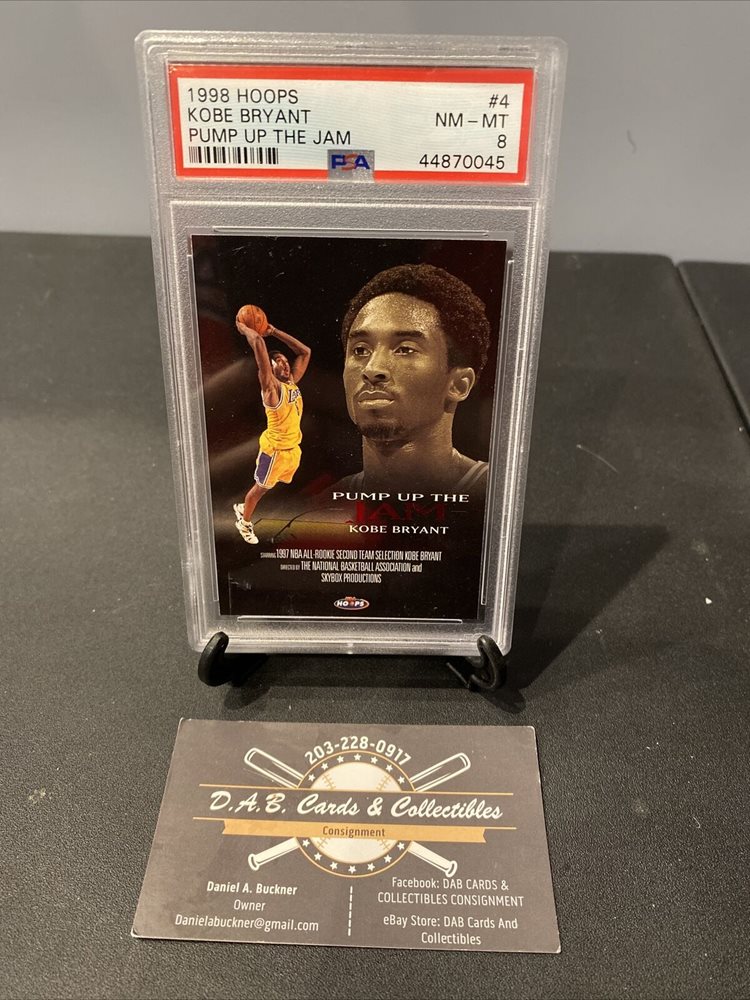 1998 HOOPS #4
KOBE BRYANT NM – MT
PUMP UP THE JAM 8
PSA 44870045
PUMP UP THE
JAM
KOBE BRYANT
STARRING 1997 NBA ALL-ROOKIE SECOND TEAM SELECTION KOBE BRYANT
DIRECTED BY THE NATIONAL BASKETBALL ASSOCIATION and
SKYBOX PRODUCTIONS
HOOPS
203-228-0917
D.A.B. Cards & Collectibles
Consignment
Daniel A. Buckner
Owner
Danielabuckner@gmail.com
Facebook: DAB CARDS &
COLLECTIBLES CONSIGNMENT
eBay Store: DAB Cards And
Collectibles